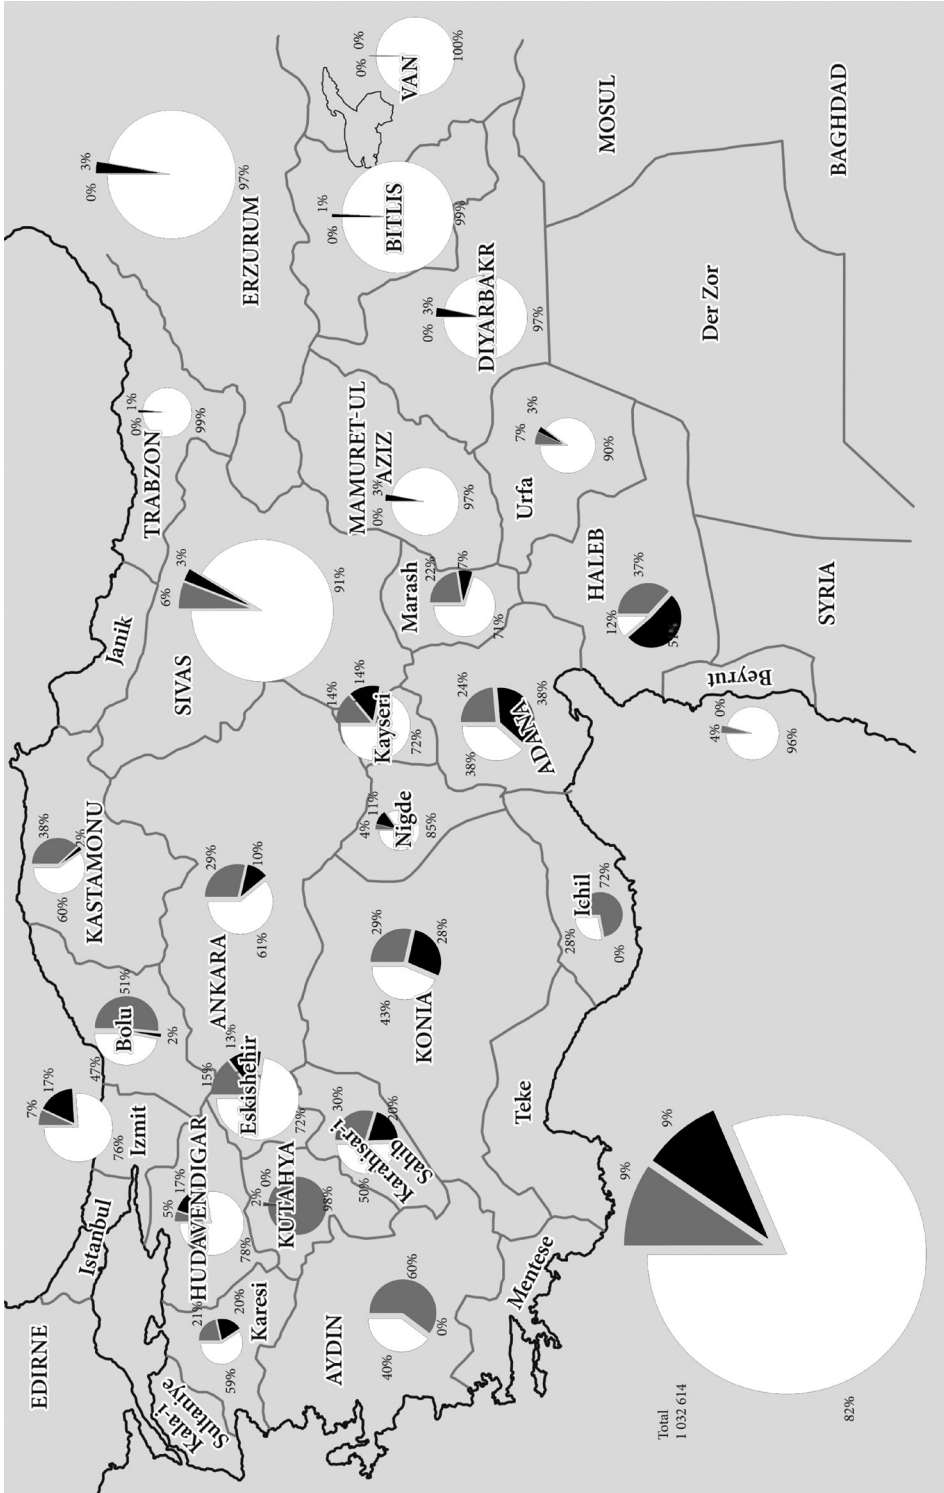 EDIRNE
Istanbul
Kala-i
Sultaniye
Izmit
7%
17%
76%
Bolu
51%
2%
47%
KASTAMONU
38%
2%
60%
Janik
TRABZON
0%
1%
99%
ERZURUM
0%
3%
97%
HUDAVENDIGAR
5%
17%
78%
Karesi
21%
20%
59%
Eskishehir
15%
13%
72%
ANKARA
29%
10%
61%
SIVAS
6%
3%
91%
KUTAHYA
2%
0%
98%
Karahisar-i
Sahib
30%
20%
50%
AYDIN
60%
0%
40%
KONIA
29%
28%
43%
Nigde
4%
11%
85%
Kayseri
14%
14%
72%
MAMURET-UL
AZIZ
0%
3%
97%
Marash
22%
7%
71%
BITLIS
0%
1%
99%
VAN
0%
0%
100%
DIYARBAKR
0%
3%
97%
Urfa
7%
3%
90%
ADANA
24%
38%
38%
HALEB
12%
37%
Mentese
Teke
Ichil
72%
28%
0%
Beyrut
4%
0%
96%
SYRIA
Der Zor
MOSUL
BAGHDAD
Total
1 032 614
9%
9%
82%